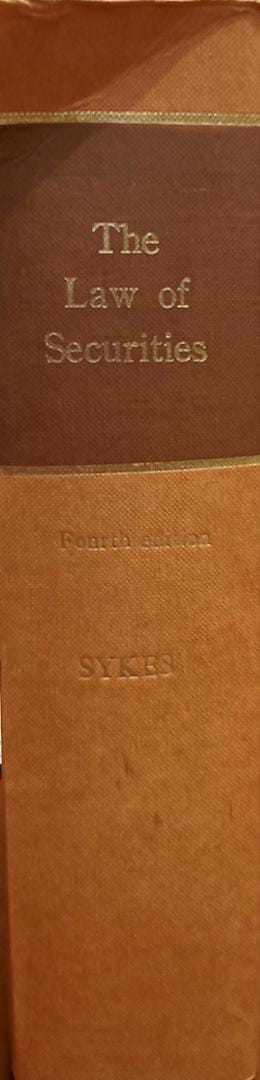 The
Law of
Securities
Fourth edition
SYKES